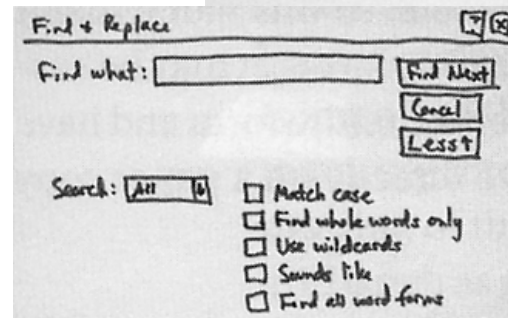 Find & Replace ? X
Find what: Find Next
Cancel
Less ↑
Search: All ↓
Match case
Find whole words only
Use wildcards
Sounds like
Find all word forms